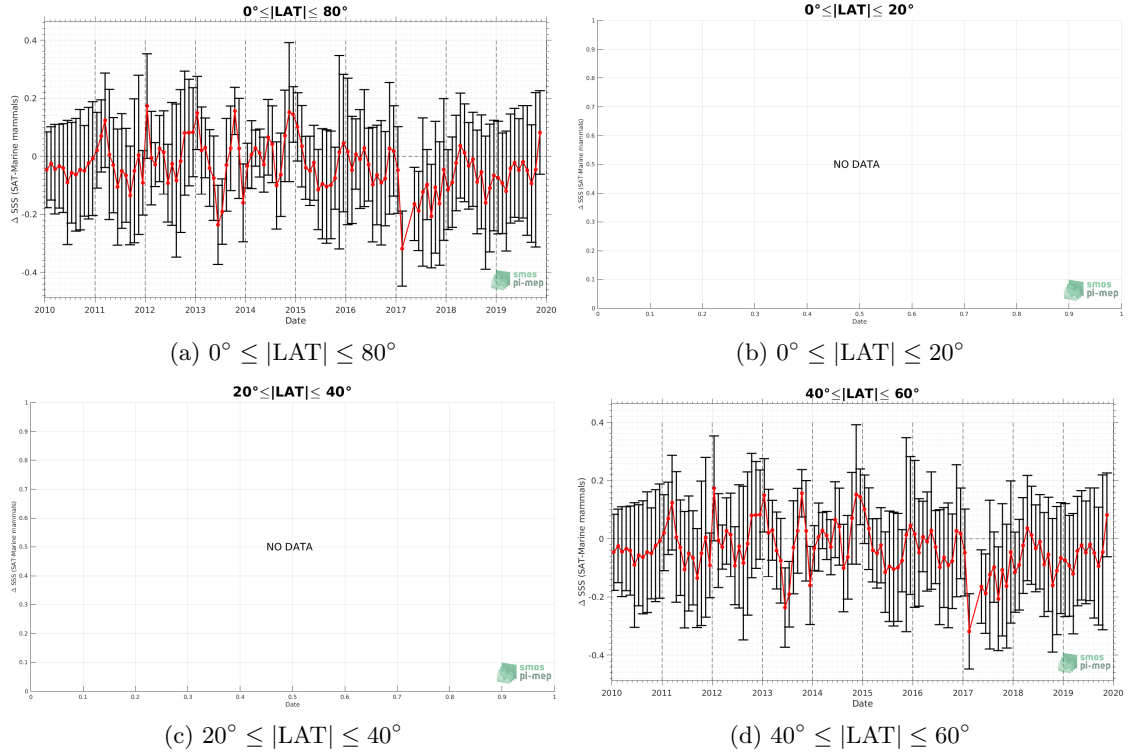 0°≤|LAT|≤ 80°
0.4
0.2
0
-0.2
-0.4
Δ SSS (SAT-Marine mammals)
smos
pi-mep
2010 2011 2012 2013 2014 2015 2016 2017 2018 2019 2020
Date
(a) 0° ≤ |LAT| ≤ 80°
0°≤|LAT|≤ 20°
1
0.9
0.8
0.7
0.6
0.5
0.4
0.3
0.2
0.1
0
Δ SSS (SAT-Marine mammals)
NO DATA
smos
pi-mep
0 0.1 0.2 0.3 0.4 0.5 0.6 0.7 0.8 0.9 1
Date
(b) 0° ≤ |LAT| ≤ 20°
20°≤|LAT|≤ 40°
1
0.9
0.8
0.7
0.6
0.5
0.4
0.3
0.2
0.1
0
Δ SSS (SAT-Marine mammals)
NO DATA
smos
pi-mep
0 0.1 0.2 0.3 0.4 0.5 0.6 0.7 0.8 0.9 1
Date
(c) 20° ≤ |LAT| ≤ 40°
40°≤|LAT|≤ 60°
0.4
0.2
0
-0.2
-0.4
Δ SSS (SAT-Marine mammals)
smos
pi-mep
2010 2011 2012 2013 2014 2015 2016 2017 2018 2019 2020
Date
(d) 40° ≤ |LAT| ≤ 60°